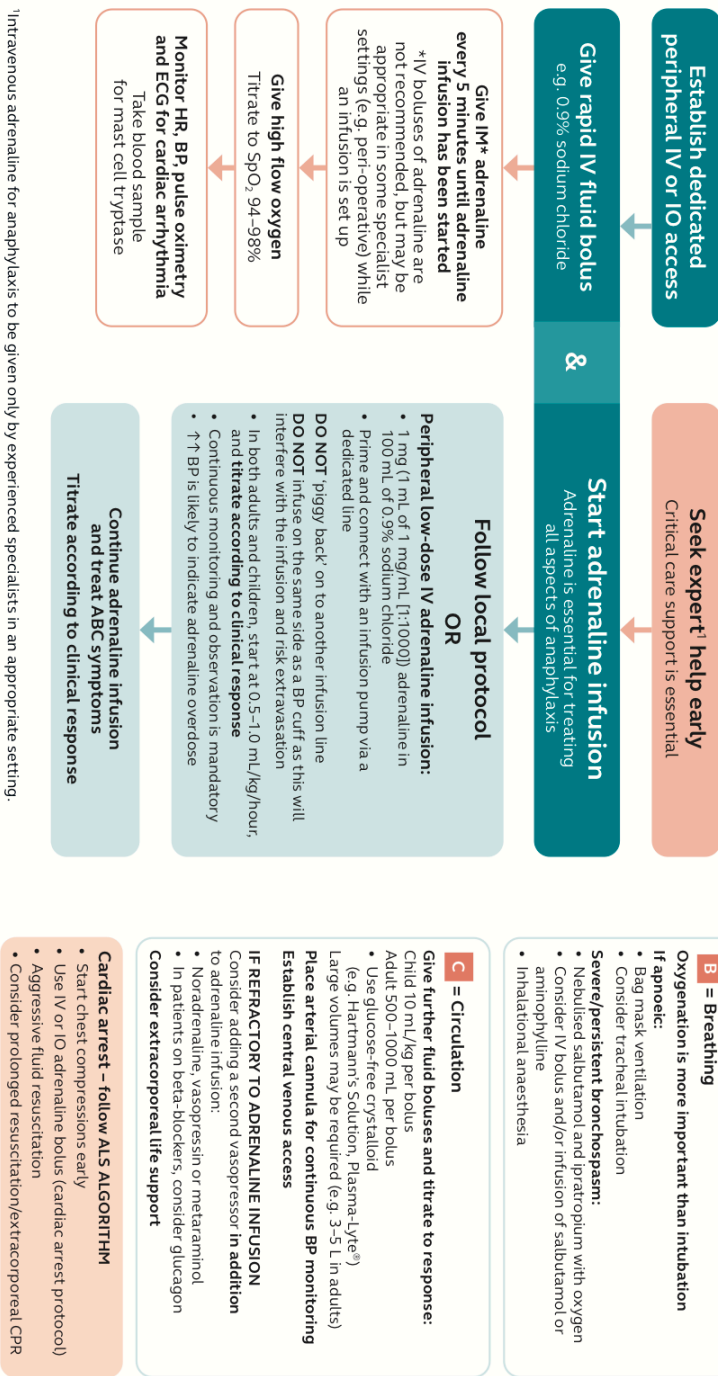 Establish dedicated
peripheral IV or IO access
Give rapid IV fluid bolus
e.g. 0.9% sodium chloride
&
Seek expert¹ help early
Critical care support is essential
Start adrenaline infusion
Adrenaline is essential for treating
all aspects of anaphylaxis
Give IM* adrenaline
every 5 minutes until adrenaline
infusion has been started
*IV boluses of adrenaline are
not recommended, but may be
appropriate in some specialist
settings (e.g. peri-operative) while
an infusion is set up
Give high flow oxygen
Titrate to SpO₂ 94–98%
Monitor HR, BP, pulse oximetry
and ECG for cardiac arrhythmia
Take blood sample
for mast cell tryptase
Follow local protocol
OR
Peripheral low-dose IV adrenaline infusion:
• 1 mg (1 mL of 1 mg/mL [1:1000]) adrenaline in
100 mL of 0.9% sodium chloride
• Prime and connect with an infusion pump via a
dedicated line
DO NOT 'piggy back' on to another infusion line
DO NOT infuse on the same side as a BP cuff as this will
interfere with the infusion and risk extravasation
• In both adults and children, start at 0.5–1.0 mL/kg/hour,
and titrate according to clinical response
• Continuous monitoring and observation is mandatory
• ↑↑ BP is likely to indicate adrenaline overdose
Continue adrenaline infusion
and treat ABC symptoms
Titrate according to clinical response
¹Intravenous adrenaline for anaphylaxis to be given only by experienced specialists in an appropriate setting.
B = Breathing
Oxygenation is more important than intubation
If apnoeic:
• Bag mask ventilation
• Consider tracheal intubation
Severe/persistent bronchospasm:
• Nebulised salbutamol and ipratropium with oxygen
• Consider IV bolus and/or infusion of salbutamol or
aminophylline
• Inhalational anaesthesia
C = Circulation
Give further fluid boluses and titrate to response:
Child 10 mL/kg per bolus
Adult 500–1000 mL per bolus
• Use glucose-free crystalloid
(e.g. Hartmann's Solution, Plasma-Lyte®)
Large volumes may be required (e.g. 3–5 L in adults)
Place arterial cannula for continuous BP monitoring
Establish central venous access
IF REFRACTORY TO ADRENALINE INFUSION
Consider adding a second vasopressor in addition
to adrenaline infusion:
• Noradrenaline, vasopressin or metaraminol
• In patients on beta-blockers, consider glucagon
Consider extracorporeal life support
Cardiac arrest – follow ALS ALGORITHM
• Start chest compressions early
• Use IV or IO adrenaline bolus (cardiac arrest protocol)
• Aggressive fluid resuscitation
• Consider prolonged resuscitation/extracorporeal CPR